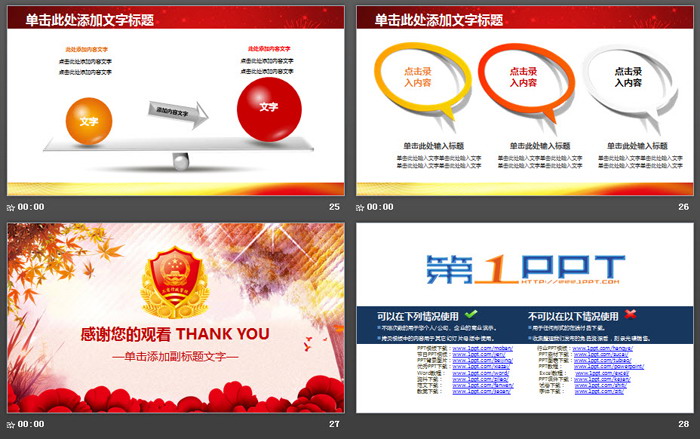 单击此处添加文字标题
此处添加内容文字
点击此处添加内容文字
点击此处添加内容文字
此处添加内容文字
点击此处添加内容文字
点击此处添加内容文字
文字
添加内容文字
文字
00:00
25
单击此处添加文字标题
点击录
入内容
点击录
入内容
点击录
入内容
单击此处输入标题
单击此处输入标题
单击此处输入标题
单击此处输入文字单击此处输入文字
单击此处输入文字单击此处输入文字
单击此处输入文字单击此处输入文字
单击此处输入文字单击此处输入文字
单击此处输入文字单击此处输入文字
单击此处输入文字单击此处输入文字
00:00
26
感谢您的观看 THANK YOU
—单击添加副标题文字—
00:00
27
第1PPT
HTTP://WWW.1PPT.COM
可以在下列情况使用
不可以在以下情况使用
PPT模板下载：www.1ppt.com/moban/
行业PPT模板：www.1ppt.com/hangye/
节日PPT模板：www.1ppt.com/jieri/
PPT素材下载：www.1ppt.com/sucai/
PPT背景图片：www.1ppt.com/beijing/
PPT图表下载：www.1ppt.com/tubiao/
优秀PPT下载：www.1ppt.com/xiazai/
PPT教程：www.1ppt.com/powerpoint/
Word教程：www.1ppt.com/word/
Excel教程：www.1ppt.com/excel/
资料下载：www.1ppt.com/ziliao/
PPT课件下载：www.1ppt.com/kejian/
范文下载：www.1ppt.com/fanwen/
试卷下载：www.1ppt.com/shiti/
教案下载：www.1ppt.com/jiaoan/
字体下载：www.1ppt.com/ziti/
00:00
28